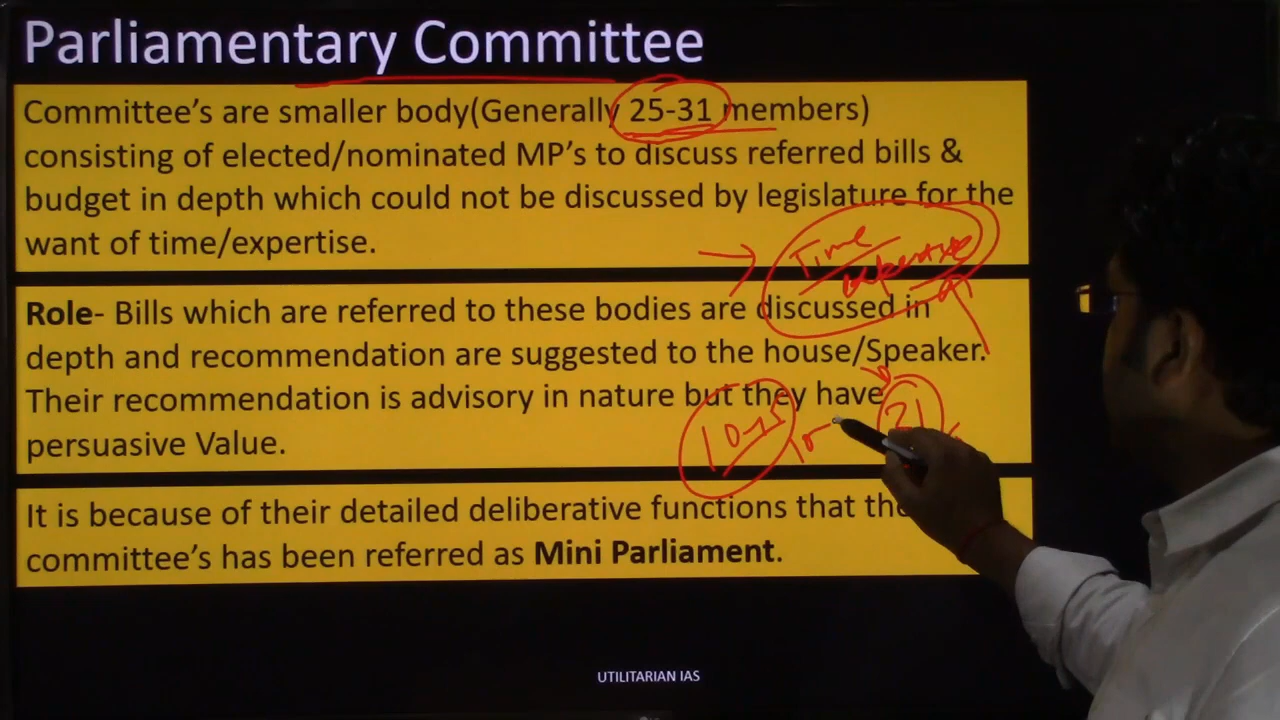 Parliamentary Committee
Committee's are smaller body(Generally 25-31 members)
consisting of elected/nominated MP's to discuss referred bills &
budget in depth which could not be discussed by legislature for the
want of time/expertise.
Time
expertise
Role- Bills which are referred to these bodies are discussed in
depth and recommendation are suggested to the house/Speaker.
Their recommendation is advisory in nature but they have
persuasive Value.
10-15
21
It is because of their detailed deliberative functions that
committee's has been referred as Mini Parliament.
UTILITARIAN IAS